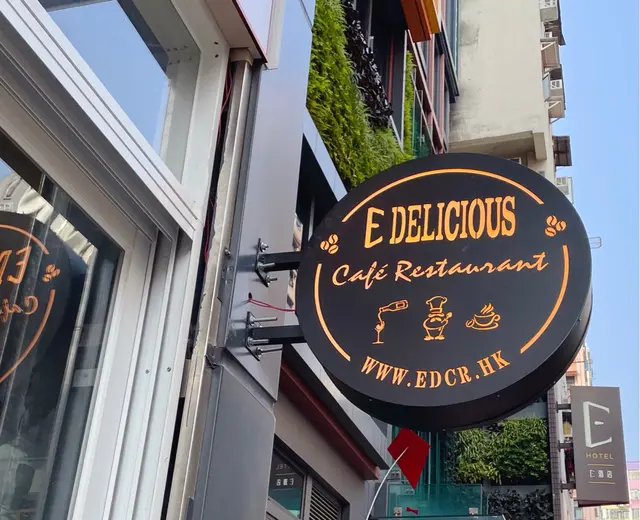 E DELICIOUS
Café Restaurant
WWW.EDCR.HK
E
HOTEL
E酒店